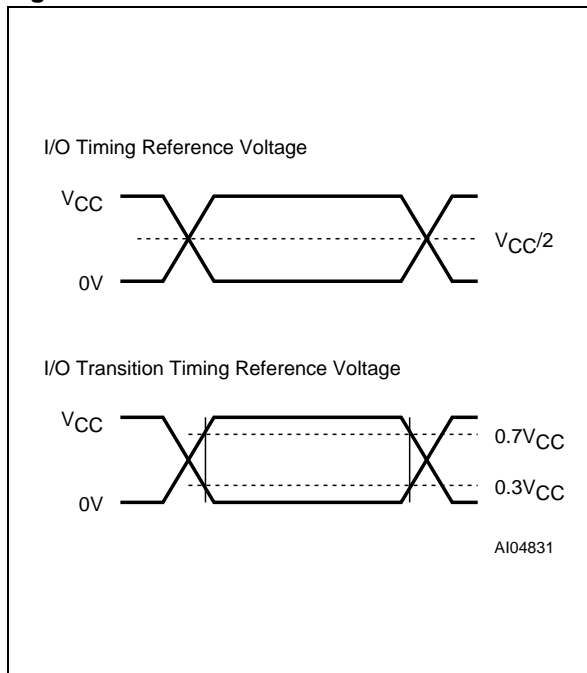 I/O Timing Reference Voltage
VCC
VCC/2
0V
I/O Transition Timing Reference Voltage
VCC
0.7VCC
0.3VCC
0V
AI04831